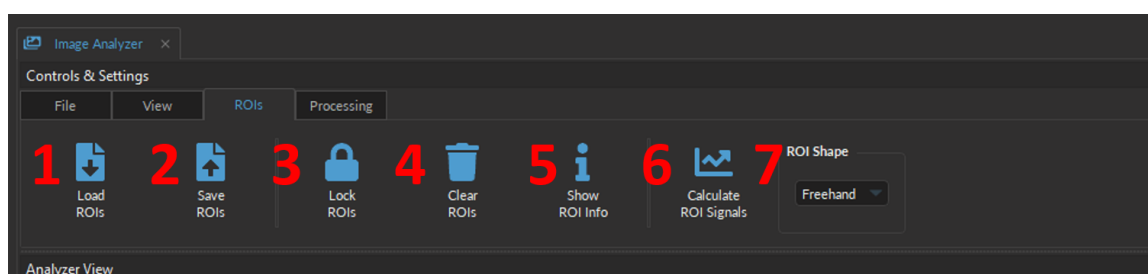 Image Analyzer
Controls & Settings
File View ROIs Processing
1 2 3 4 5 6 7
ROI Shape
Load Save Lock Clear Show Calculate Freehand
ROIs ROIs ROIs ROIs ROI Info ROI Signals
Analyzer View